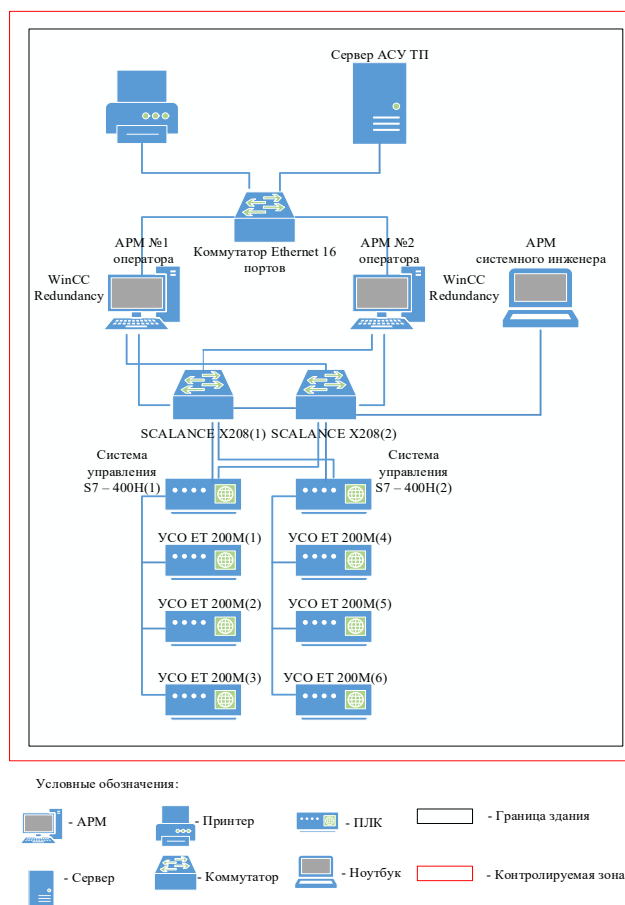 Сервер АСУ ТП
Коммутатор Ethernet 16
портов
АРМ №1
оператора
WinCC
Redundancy
АРМ №2
оператора
WinCC
Redundancy
АРМ
системного инженера
SCALANCE X208(1)
SCALANCE X208(2)
Система
управления
S7 – 400H(1)
Система
управления
S7 – 400H(2)
УСО ET 200M(1)
УСО ET 200M(4)
УСО ET 200M(2)
УСО ET 200M(5)
УСО ET 200M(3)
УСО ET 200M(6)
Условные обозначения:
- АРМ
- Принтер
- ПЛК
- Граница здания
- Сервер
- Коммутатор
- Ноутбук
- Контролируемая зона